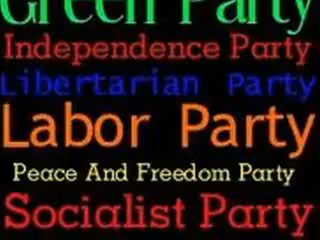 Green Party
Independence Party
Libertarian Party
Labor Party
Peace And Freedom Party
Socialist Party